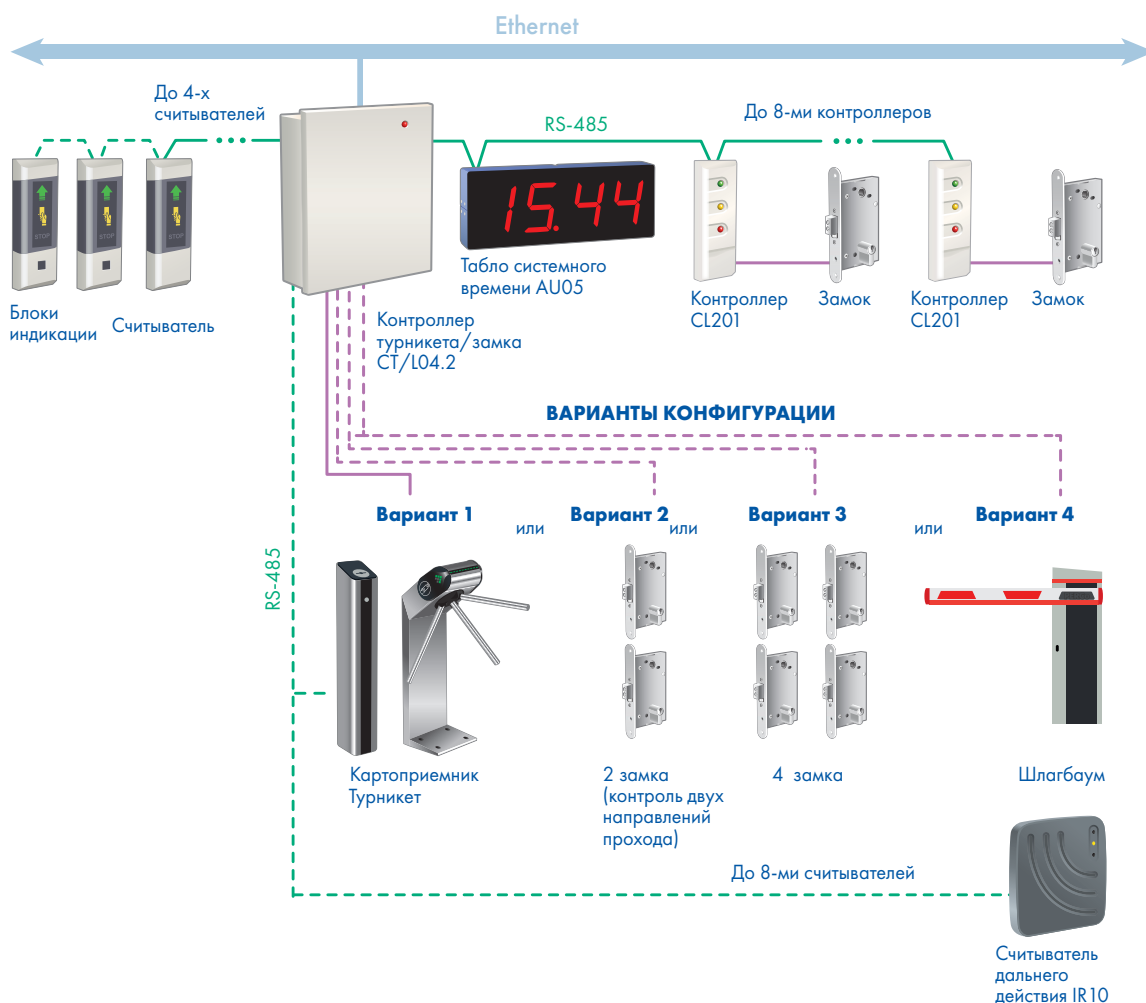 Ethernet
До 4-х
считывателей
RS-485
До 8-ми контроллеров
STOP
STOP
STOP
15.44
Блоки
индикации
Считыватель
Табло системного
времени AU05
Контроллер
CL201
Замок
Контроллер
CL201
Замок
Контроллер
турникета/замка
CT/L04.2
ВАРИАНТЫ КОНФИГУРАЦИИ
Вариант 1
или
Вариант 2
или
Вариант 3
или
Вариант 4
RS-485
Картоприемник
Турникет
2 замка
(контроль двух
направлений
прохода)
4 замка
Шлагбаум
До 8-ми считывателей
Считыватель
дальнего
действия IR10